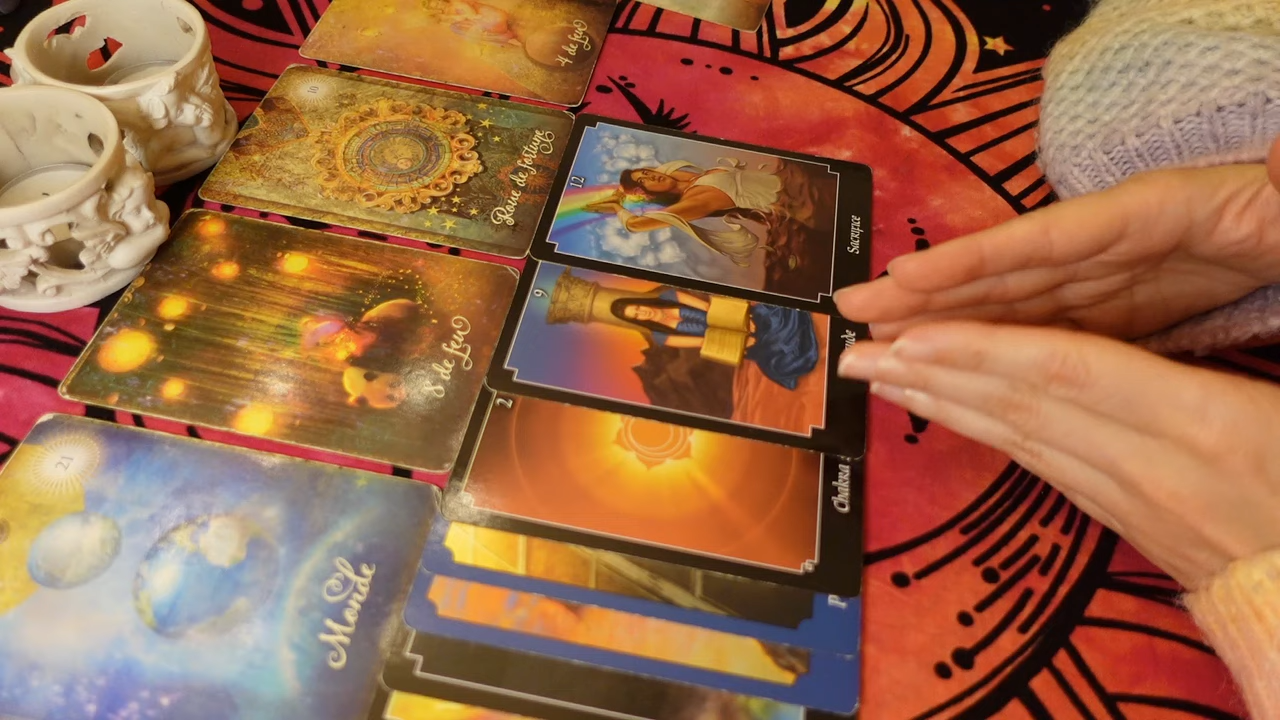 4 de feu
10
Roue de fortune
12
Sacrifice
9
8 de feu
2
Chakra
21
Monde